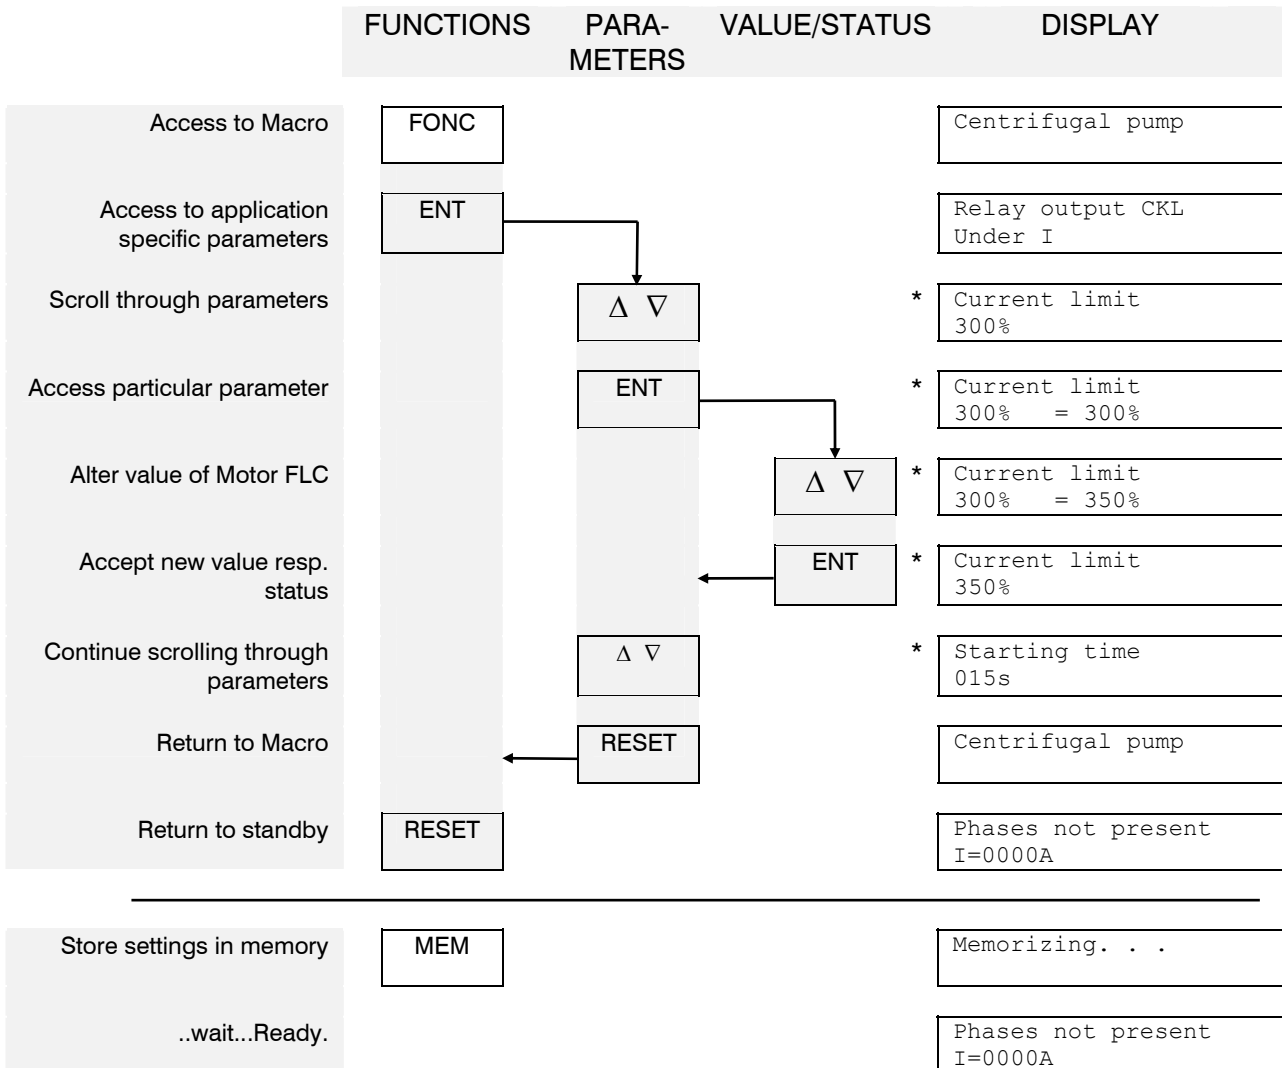 FUNCTIONS PARA- VALUE/STATUS DISPLAY
METERS
Access to Macro FONC Centrifugal pump
Access to application ENT Relay output CKL
specific parameters Under I
Scroll through parameters Δ ∇ * Current limit
300%
Access particular parameter ENT * Current limit
300% = 300%
Alter value of Motor FLC Δ ∇ * Current limit
300% = 350%
Accept new value resp. ENT * Current limit
status 350%
Continue scrolling through Δ ∇ * Starting time
parameters 015s
Return to Macro RESET Centrifugal pump
Return to standby RESET Phases not present
I=0000A
Store settings in memory MEM Memorizing. . .
..wait...Ready. Phases not present
I=0000A